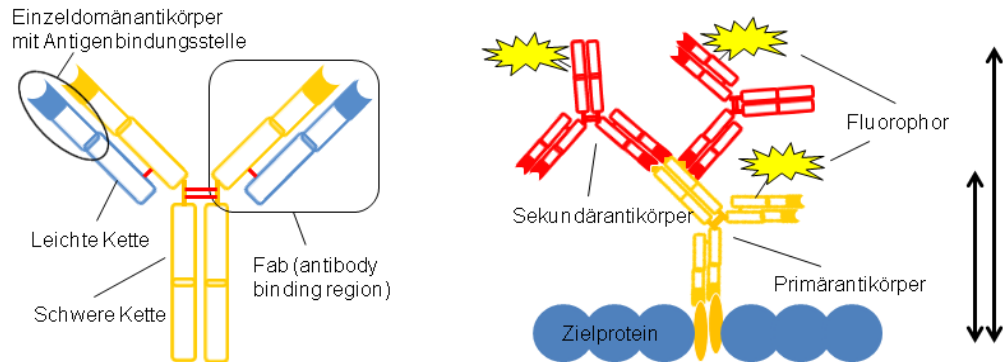 Einzeldomänantikörper
mit Antigenbindungsstelle
Leichte Kette
Schwere Kette
Fab (antibody
binding region)
Fluorophor
Sekundärantikörper
Primärantikörper
Zielprotein